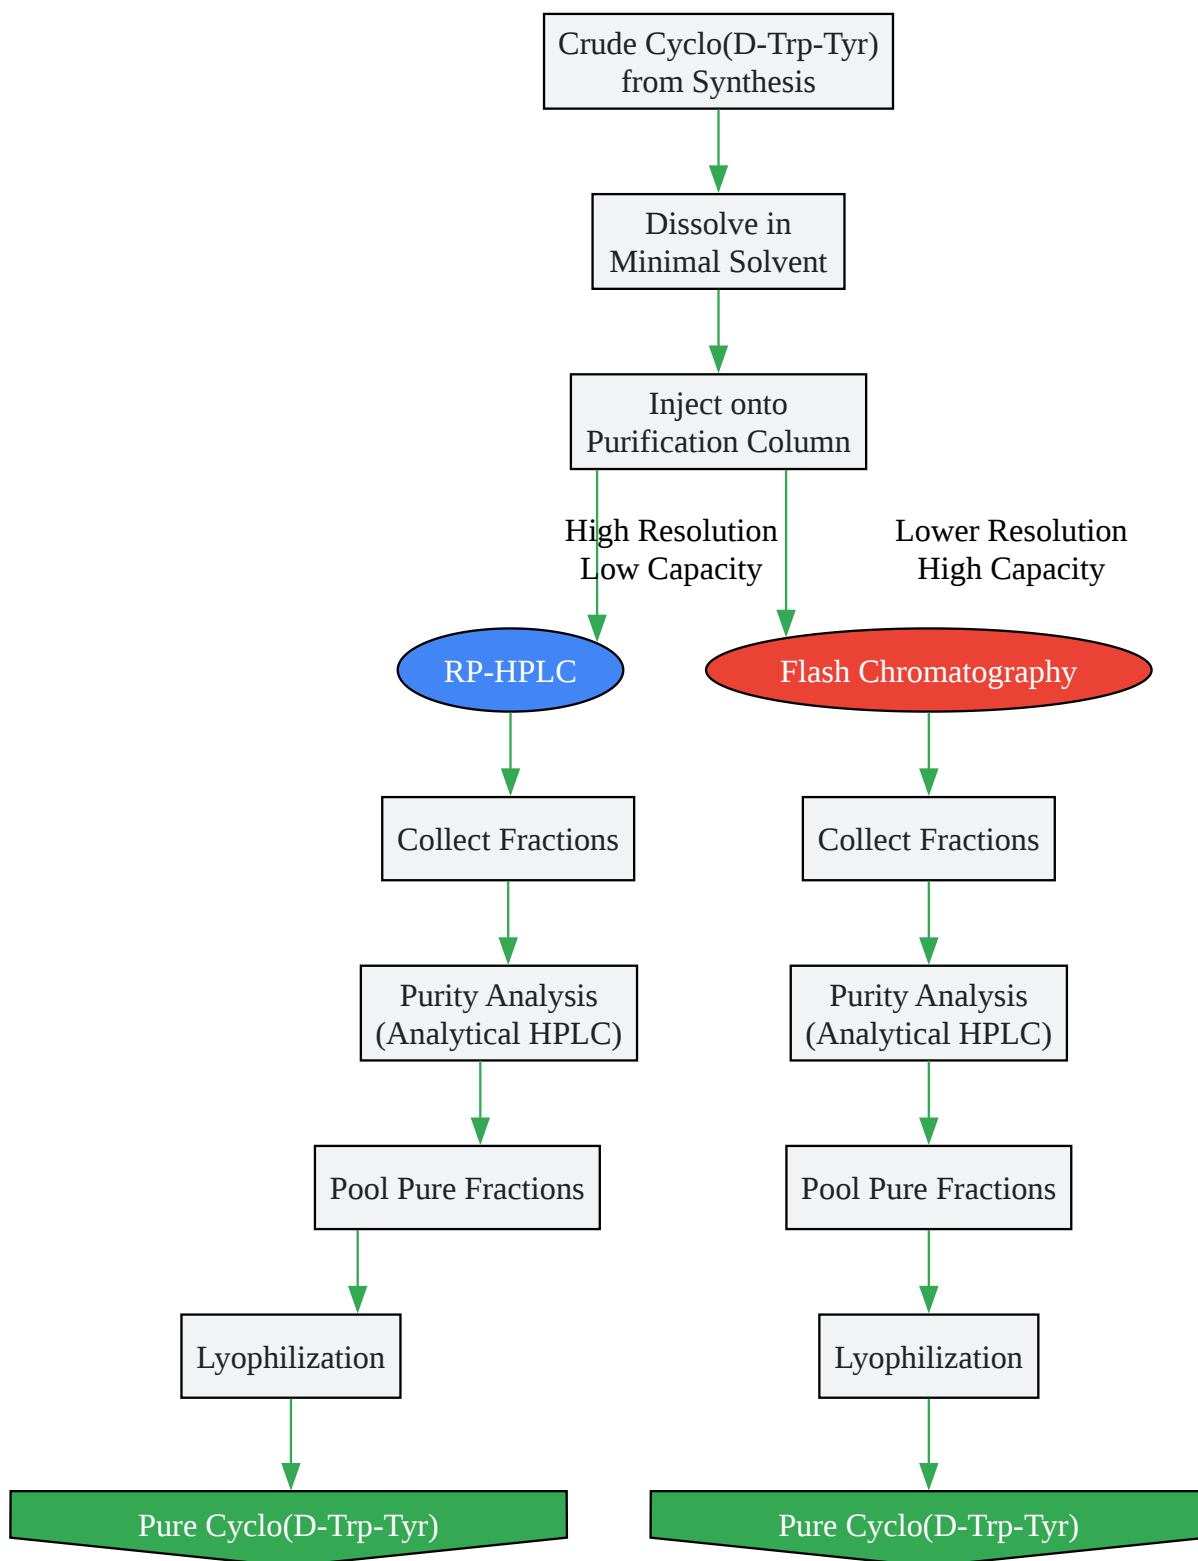 Crude Cyclo(D-Trp-Tyr)
from Synthesis
Dissolve in
Minimal Solvent
Inject onto
Purification Column
High Resolution
Low Capacity
Lower Resolution
High Capacity
RP-HPLC
Flash Chromatography
Collect Fractions
Collect Fractions
Purity Analysis
(Analytical HPLC)
Purity Analysis
(Analytical HPLC)
Pool Pure Fractions
Pool Pure Fractions
Lyophilization
Lyophilization
Pure Cyclo(D-Trp-Tyr)
Pure Cyclo(D-Trp-Tyr)